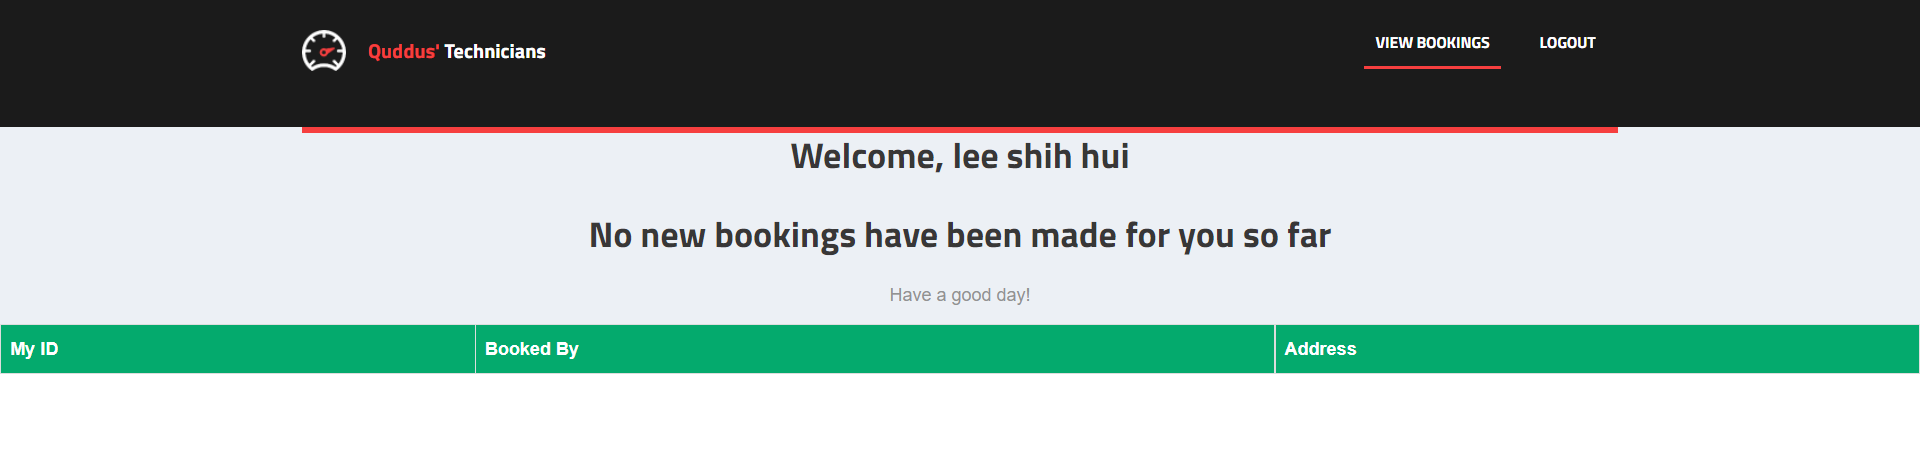 Quddus' Technicians
VIEW BOOKINGS
LOGOUT
Welcome, lee shih hui
No new bookings have been made for you so far
Have a good day!
My ID
Booked By
Address